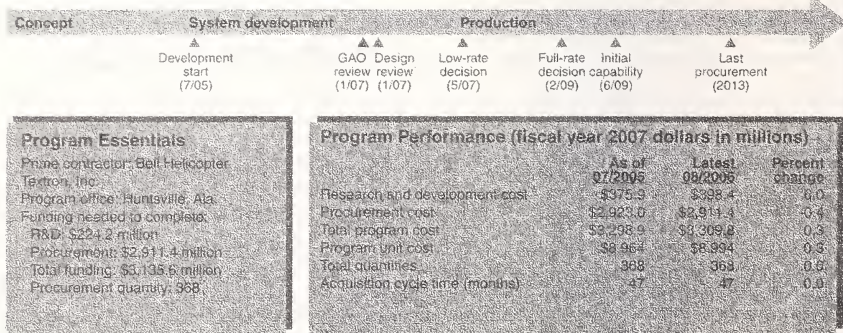 Concept System development Production
Development start (7/05)
GAO review (1/07)
Design review (1/07)
Low-rate decision (5/07)
Full-rate decision (2/09)
Initial capability (6/09)
Last procurement (2013)
Program Essentials
Prime contractor: Bell Helicopter
Textron, Inc.
Program office: Huntsville, Ala.
Funding needed to complete:
R&D: $224.2 million
Procurement: $2,911.4 million
Total funding: $3,135.6 million
Procurement quantity: 368
Program Performance (fiscal year 2007 dollars in millions)
As of 07/2005 Latest 08/2006 Percent change
Research and development cost $375.9 $398.4 6.0
Procurement cost $2,923.0 $2,911.4 -0.4
Total program cost $3,298.9 $3,309.8 0.3
Program unit cost $8.964 $8.994 0.3
Total quantities 368 368 0.0
Acquisition cycle time (months) 47 47 0.0